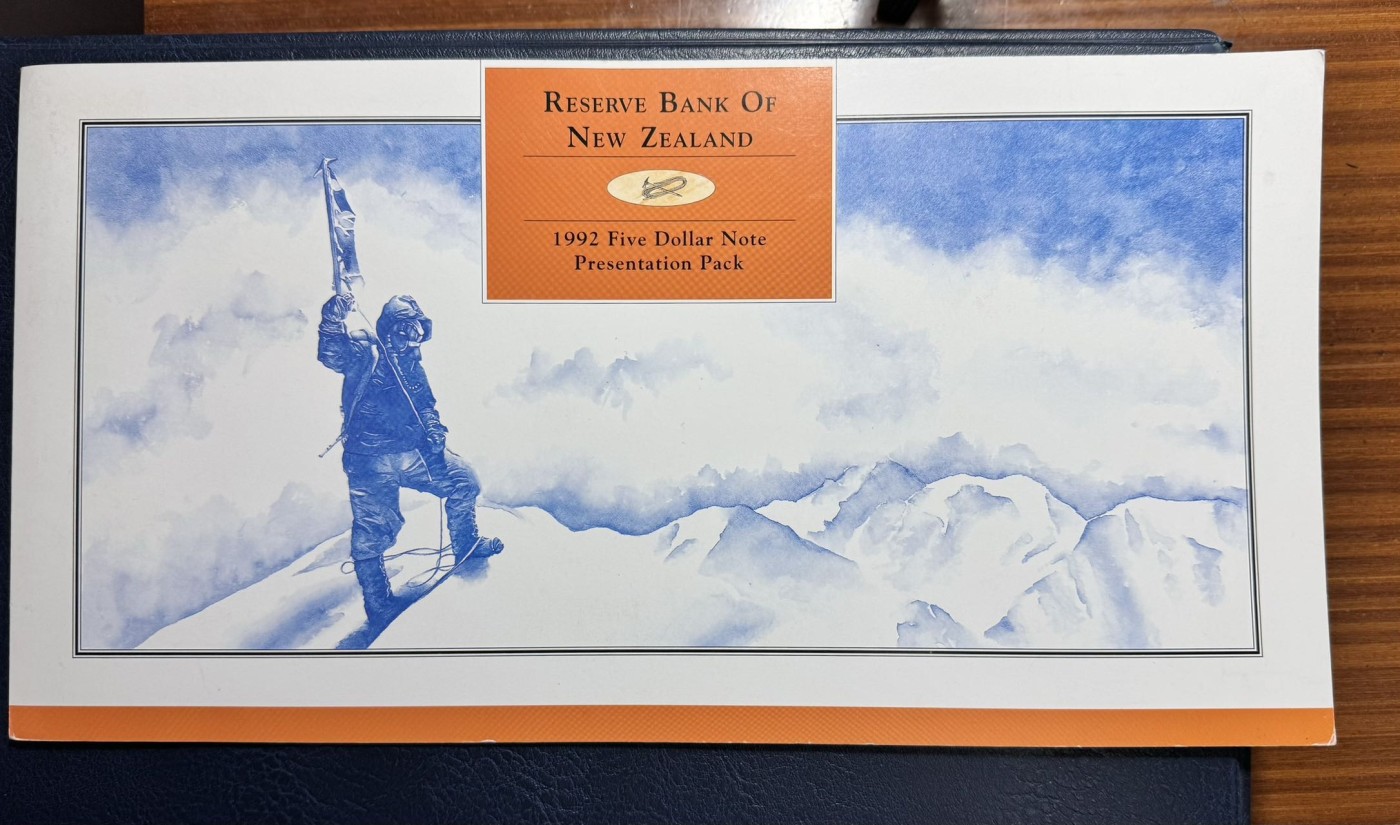 Reserve Bank Of
New Zealand
1992 Five Dollar Note
Presentation Pack